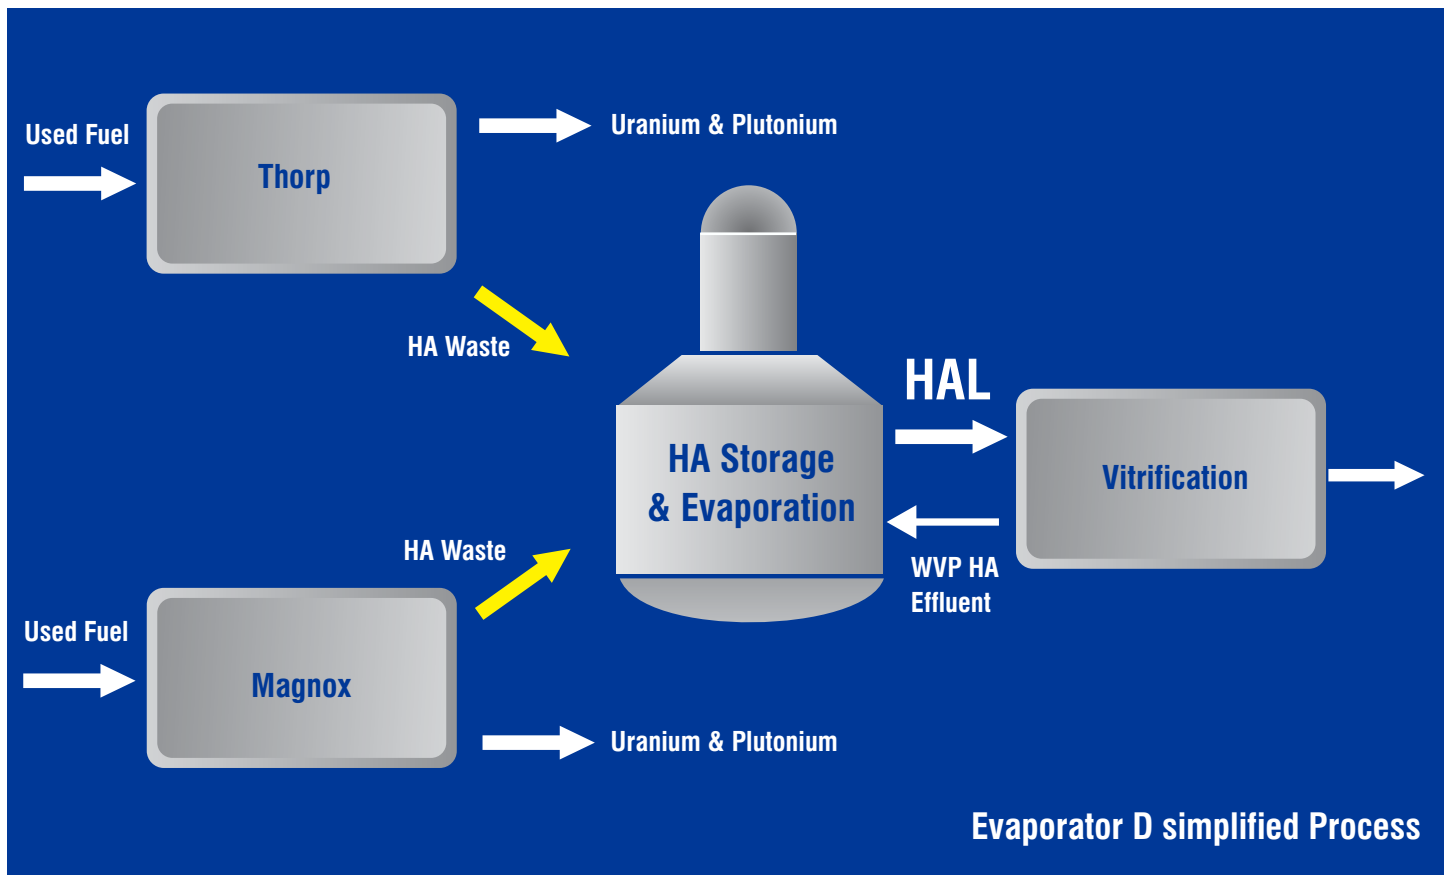 Used Fuel
Thorp
Uranium & Plutonium
HA Waste
HAL
HA Storage
& Evaporation
Vitrification
WVP HA
Effluent
HA Waste
Used Fuel
Magnox
Uranium & Plutonium
Evaporator D simplified Process